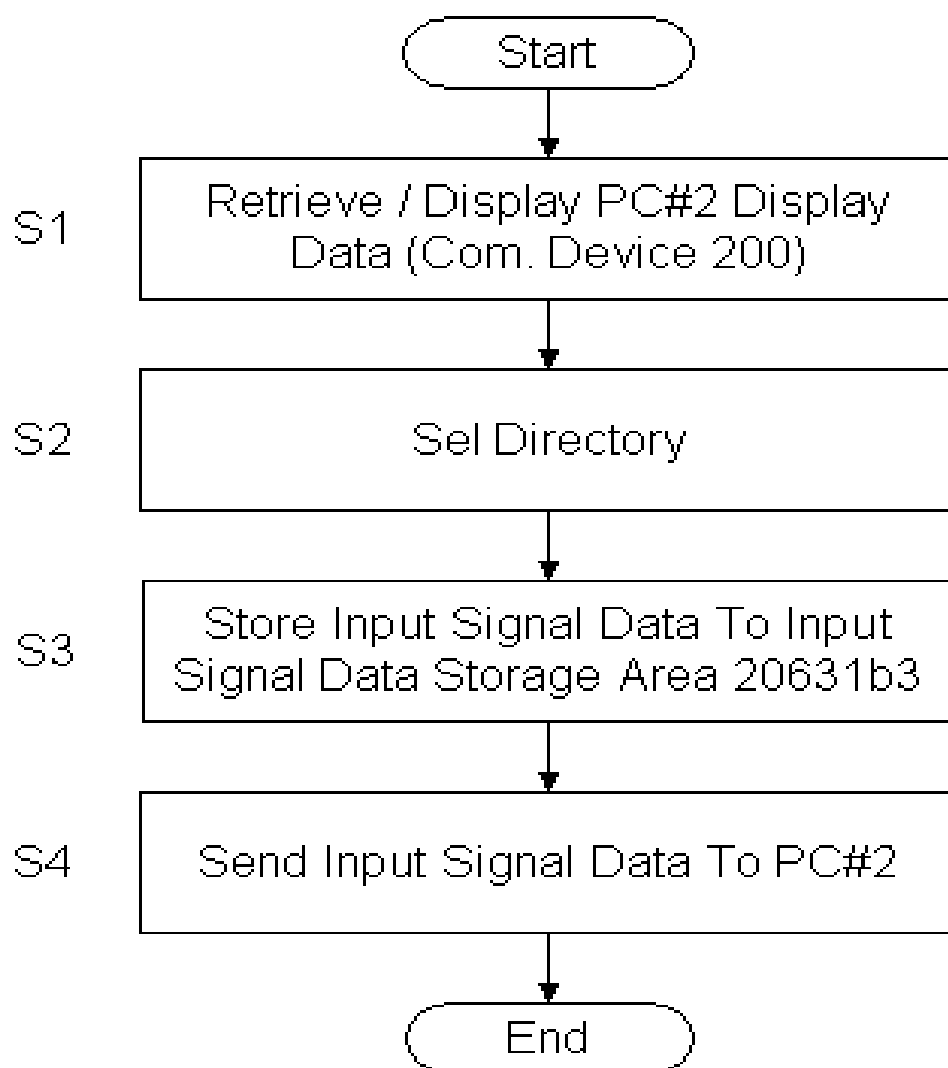 Start
S1
Retrieve / Display PC#2 Display
Data (Com. Device 200)
S2
Sel Directory
S3
Store Input Signal Data To Input
Signal Data Storage Area 20631b3
S4
Send Input Signal Data To PC#2
End